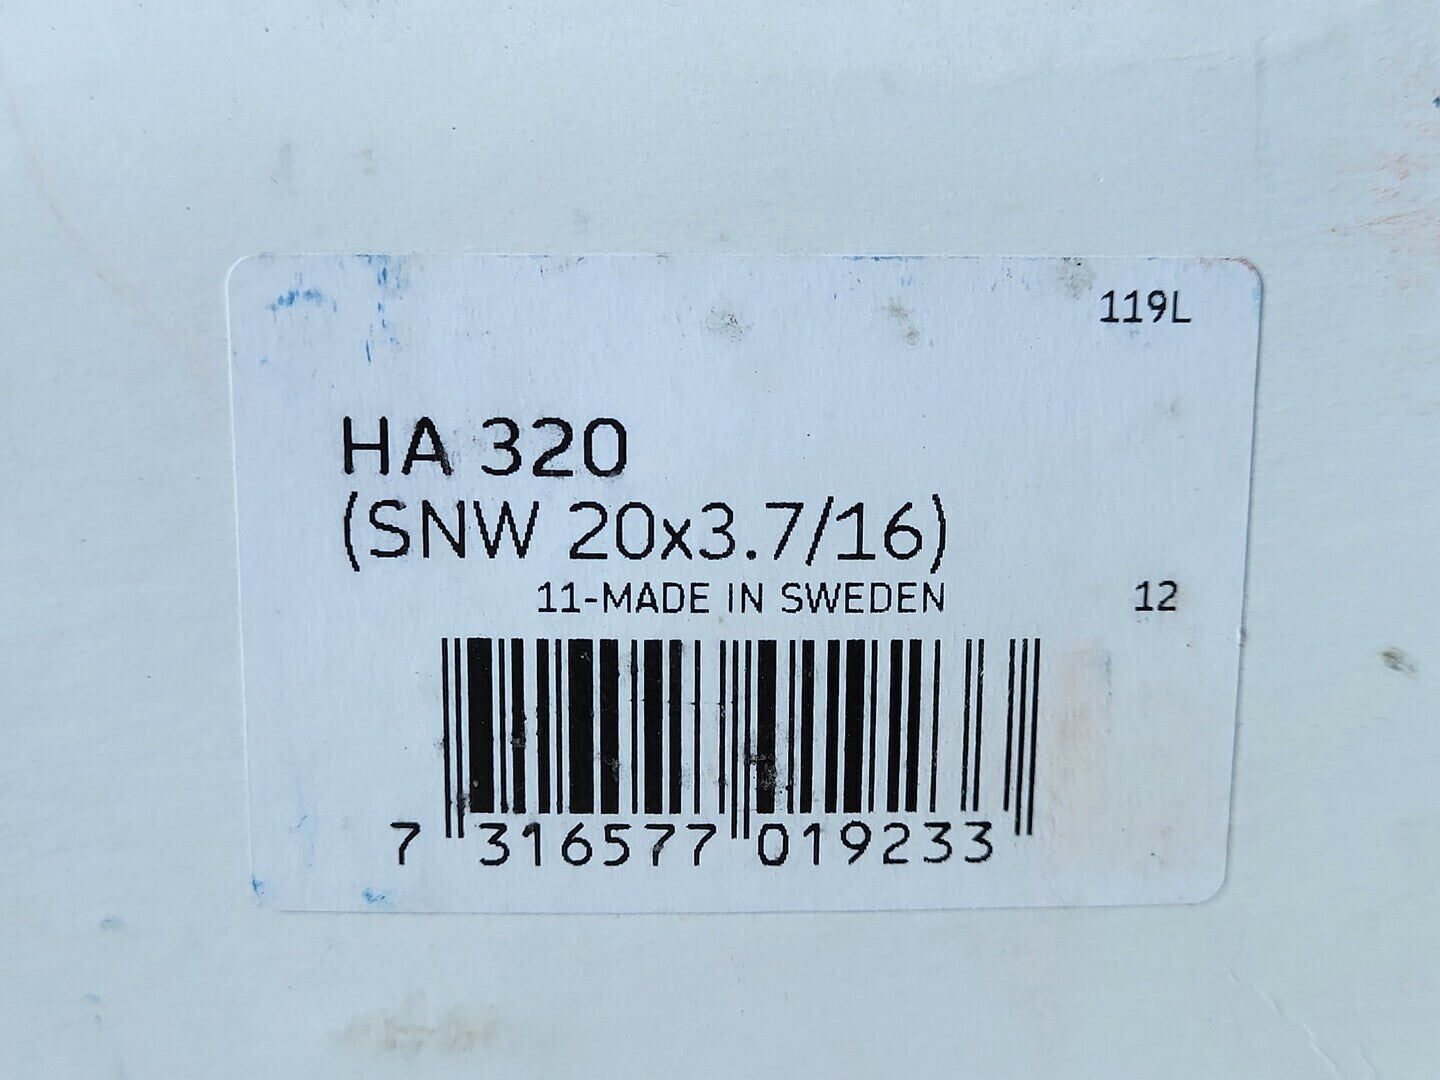 119L
HA 320
(SNW 20x3.7/16)
11-MADE IN SWEDEN 12
7 316577 019233